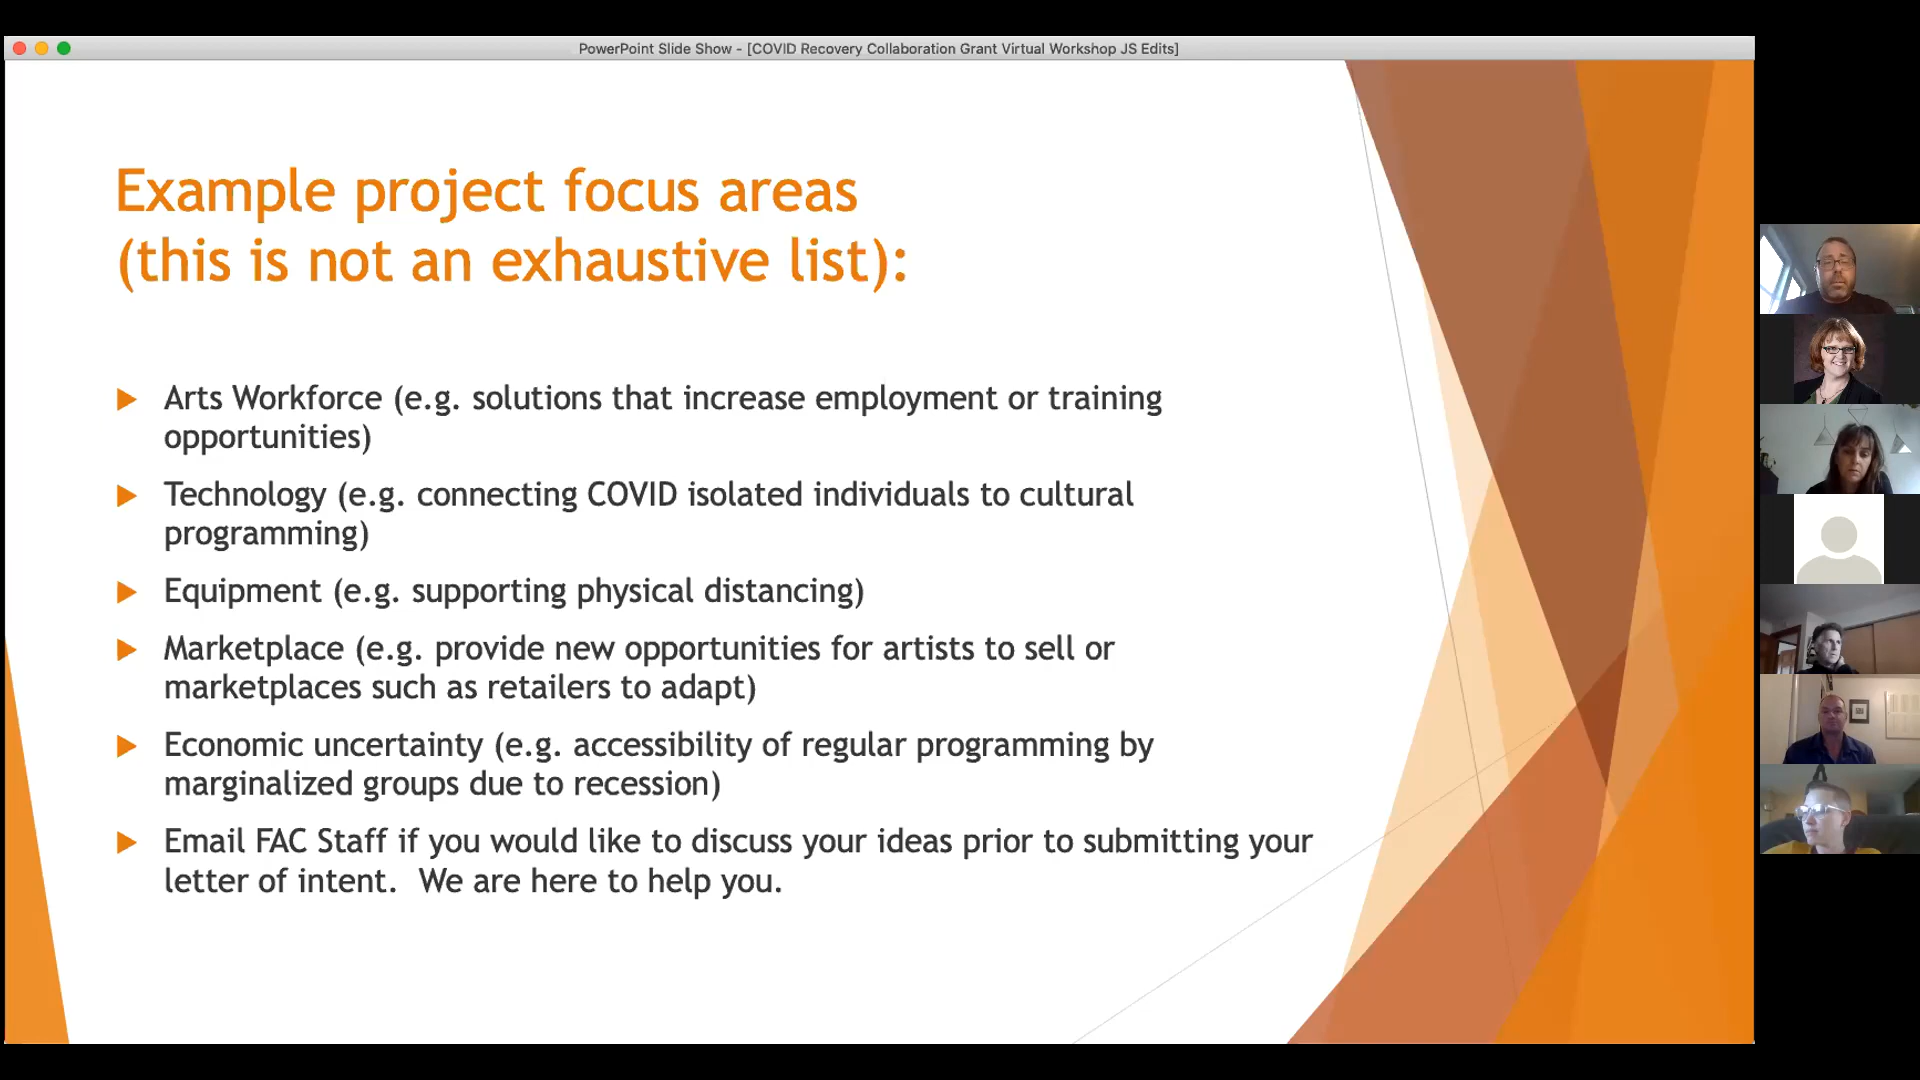 PowerPoint Slide Show - [COVID Recovery Collaboration Grant Virtual Workshop JS Edits]
Example project focus areas
(this is not an exhaustive list):
Arts Workforce (e.g. solutions that increase employment or training
opportunities)
Technology (e.g. connecting COVID isolated individuals to cultural
programming)
Equipment (e.g. supporting physical distancing)
Marketplace (e.g. provide new opportunities for artists to sell or
marketplaces such as retailers to adapt)
Economic uncertainty (e.g. accessibility of regular programming by
marginalized groups due to recession)
Email FAC Staff if you would like to discuss your ideas prior to submitting your
letter of intent.  We are here to help you.